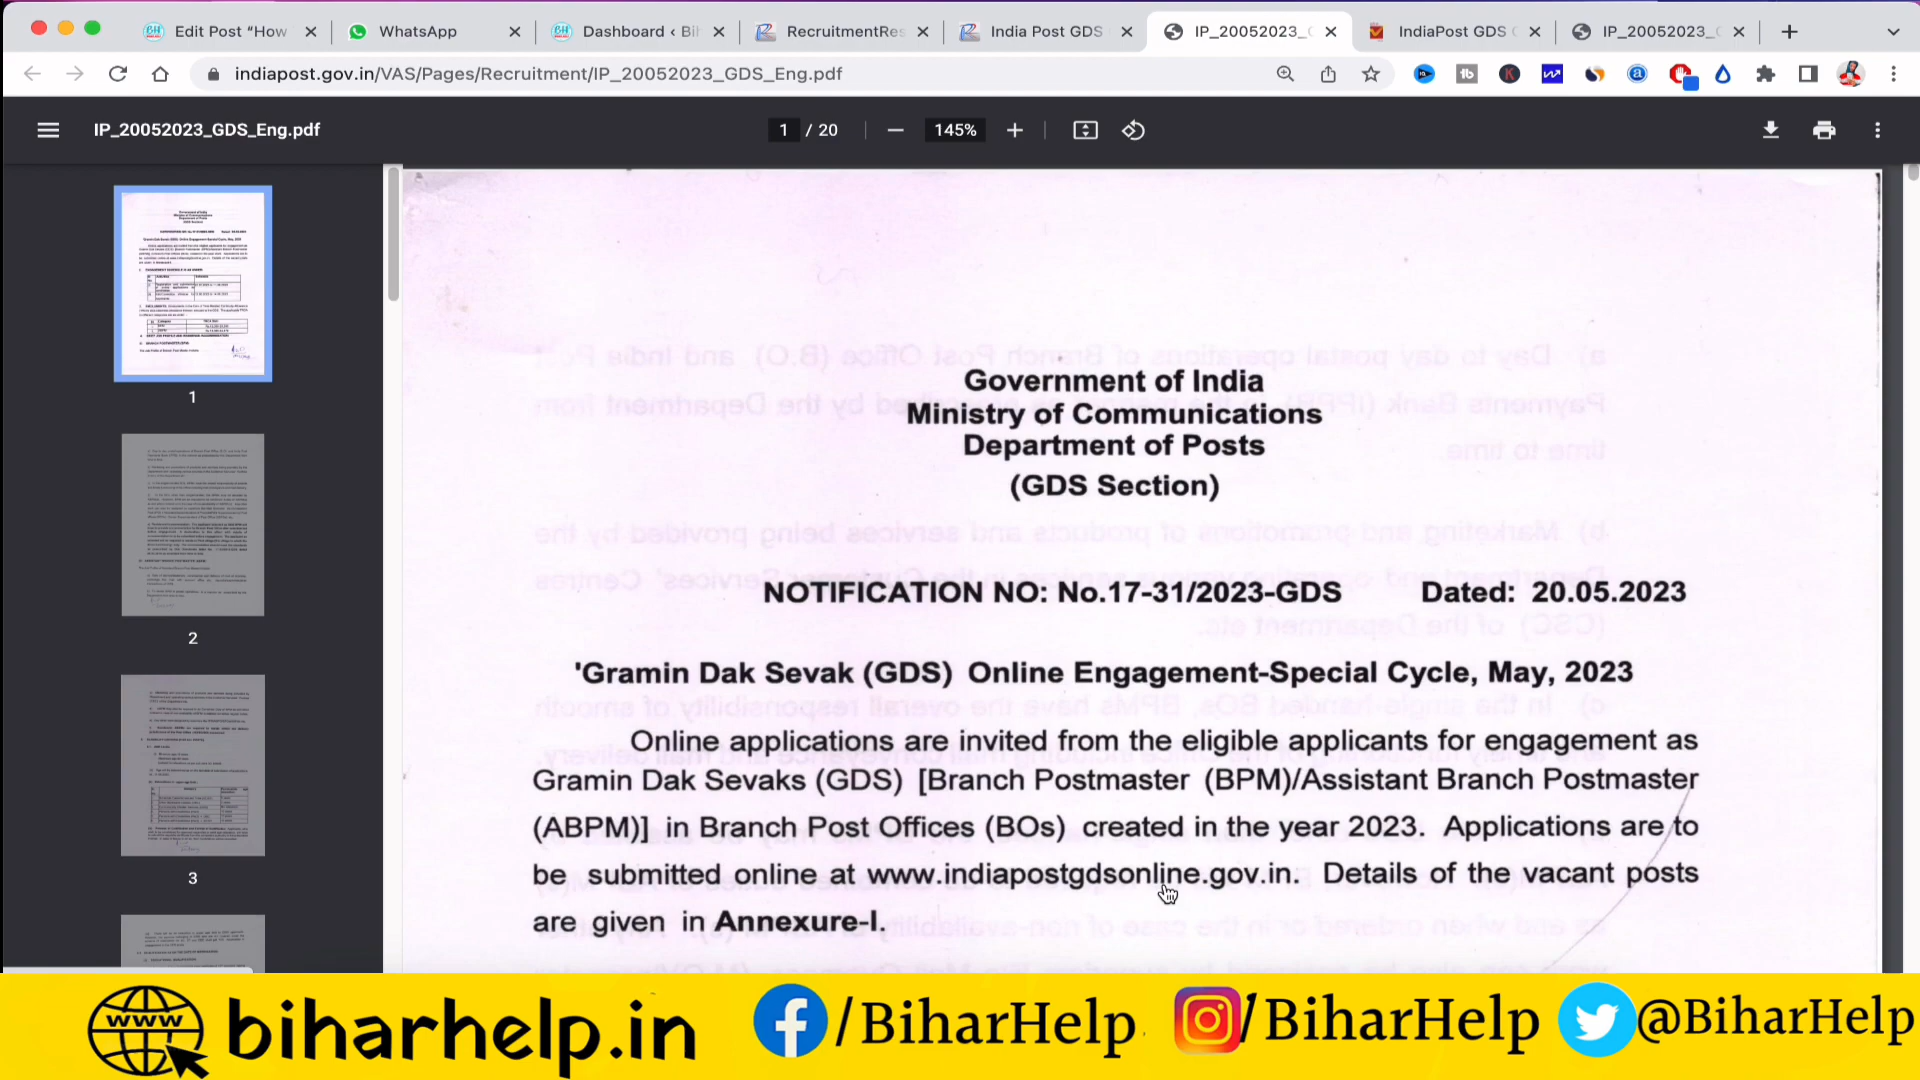 Edit Post "How
WhatsApp
Dashboard ‹ Bih
RecruitmentRes
India Post GDS
IP_20052023_G
IndiaPost GDS
IP_20052023_G
indiapost.gov.in/VAS/Pages/Recruitment/IP_20052023_GDS_Eng.pdf
IP_20052023_GDS_Eng.pdf
1 / 20
145%
1
2
3
Government of India
Ministry of Communications
Department of Posts
(GDS Section)
NOTIFICATION NO: No.17-31/2023-GDS Dated: 20.05.2023
'Gramin Dak Sevak (GDS) Online Engagement-Special Cycle, May, 2023
Online applications are invited from the eligible applicants for engagement as
Gramin Dak Sevaks (GDS) [Branch Postmaster (BPM)/Assistant Branch Postmaster
(ABPM)] in Branch Post Offices (BOs) created in the year 2023. Applications are to
be submitted online at www.indiapostgdsonline.gov.in. Details of the vacant posts
are given in Annexure-I.
www biharhelp.in /BiharHelp /BiharHelp @BiharHelp